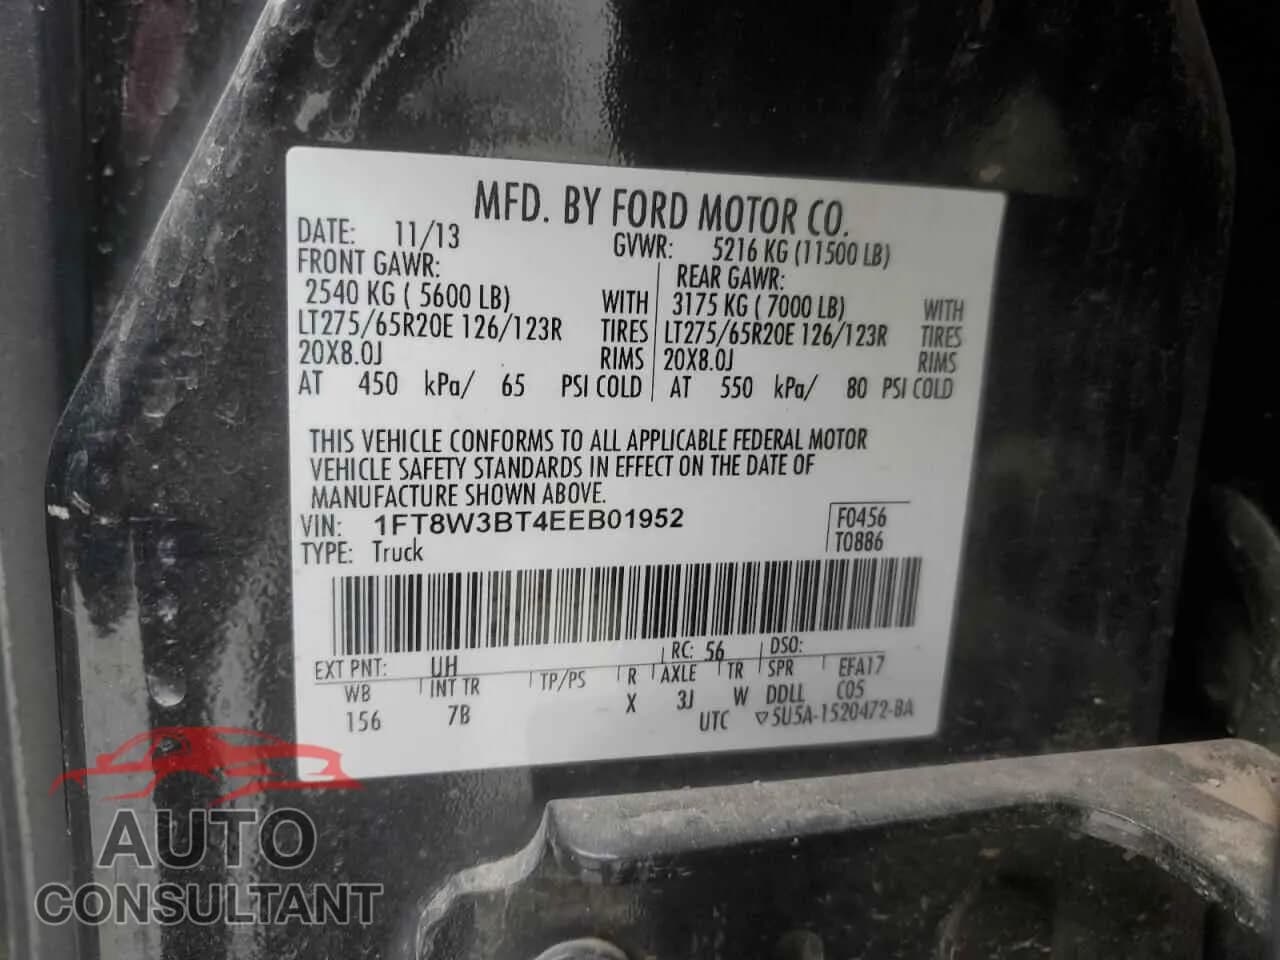 MFD. BY FORD MOTOR CO.
DATE: 11/13 GVWR: 5216 KG (11500 LB)
FRONT GAWR: REAR GAWR:
2540 KG ( 5600 LB) WITH 3175 KG ( 7000 LB) WITH
LT275/65R20E 126/123R TIRES LT275/65R20E 126/123R TIRES
20X8.0J RIMS 20X8.0J RIMS
AT 450 kPa/ 65 PSI COLD AT 550 kPa/ 80 PSI COLD
THIS VEHICLE CONFORMS TO ALL APPLICABLE FEDERAL MOTOR
VEHICLE SAFETY STANDARDS IN EFFECT ON THE DATE OF
MANUFACTURE SHOWN ABOVE.
VIN: 1FT8W3BT4EEB01952 F0456
TYPE: Truck T0886
EXT PNT: UH RC: 56 DSO:
WB INT TR TP/PS R AXLE TR SPR EFA17
156 7B X 3J W DDLL C05
UTC ▽5U5A-1520472-BA
AUTO
CONSULTANT